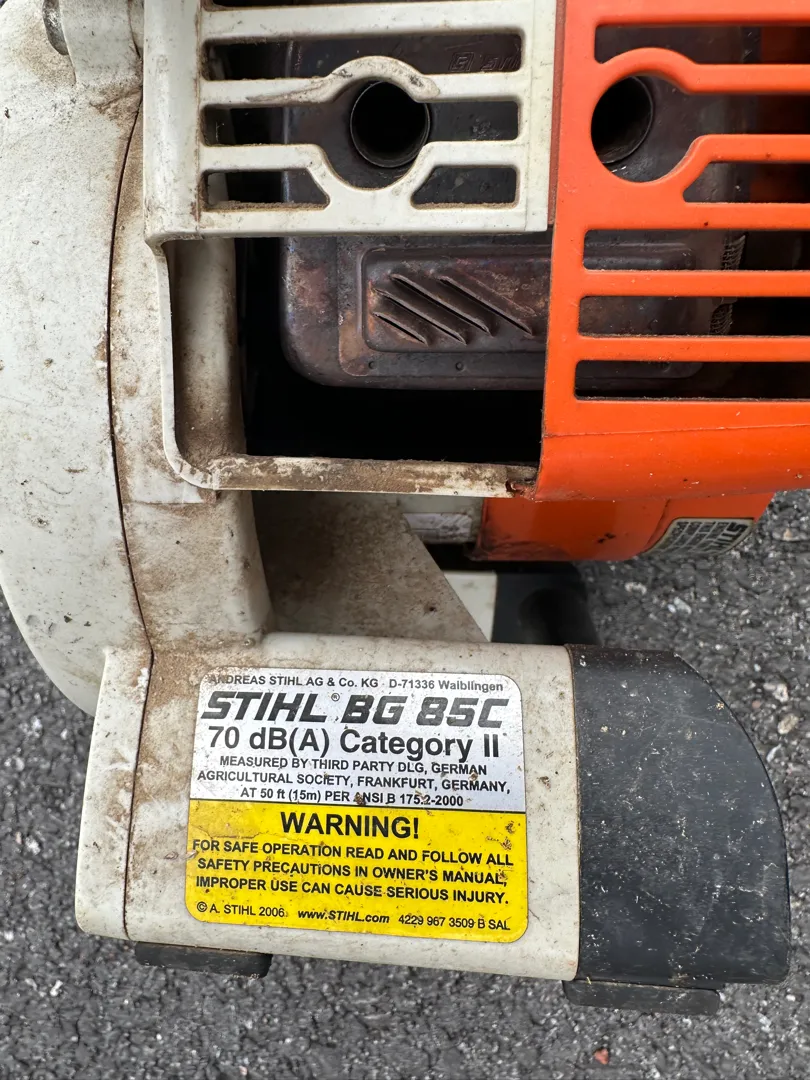 ANDREAS STIHL AG & Co. KG D-71336 Waiblingen
STIHL® BG 85C
70 dB(A) Category II
MEASURED BY THIRD PARTY DLG, GERMAN
AGRICULTURAL SOCIETY, FRANKFURT, GERMANY,
AT 50 ft (15m) PER ANSI B 175.2-2000
WARNING!
FOR SAFE OPERATION READ AND FOLLOW ALL
SAFETY PRECAUTIONS IN OWNER'S MANUAL,
IMPROPER USE CAN CAUSE SERIOUS INJURY.
© A. STIHL 2006 www.STIHL.com 4229 967 3509 B SAL
STIHL